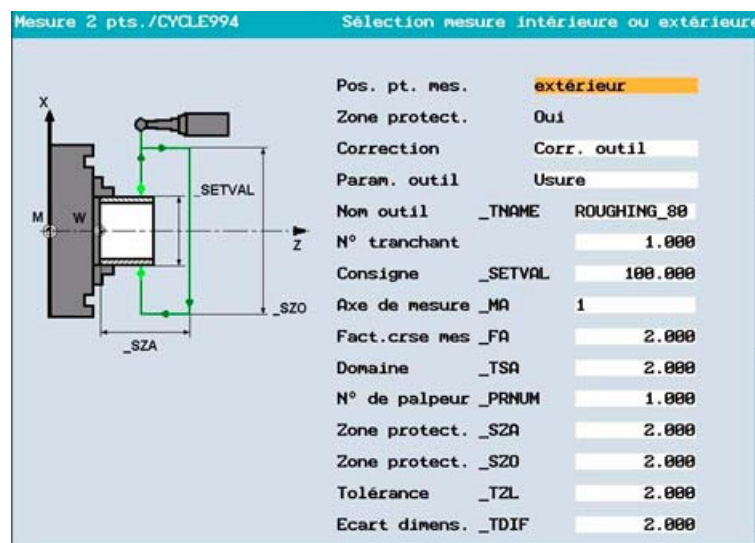 Mesure 2 pts./CYCLE994 Sélection mesure intérieure ou extérieure
Pos. pt. mes. extérieur
Zone protect. Oui
Correction Corr. outil
Param. outil Usure
Nom outil _TNAME ROUGHING_80
N° tranchant 1.000
Consigne _SETVAL 100.000
Axe de mesure _MA 1
Fact.crse mes _FA 2.000
Domaine _TSA 2.000
N° de palpeur _PRNUM 1.000
Zone protect. _SZA 2.000
Zone protect. _SZO 2.000
Tolérance _TZL 2.000
Ecart dimens. _TDIF 2.000
X
_SETVAL
M W
Z
_SZO
_SZA